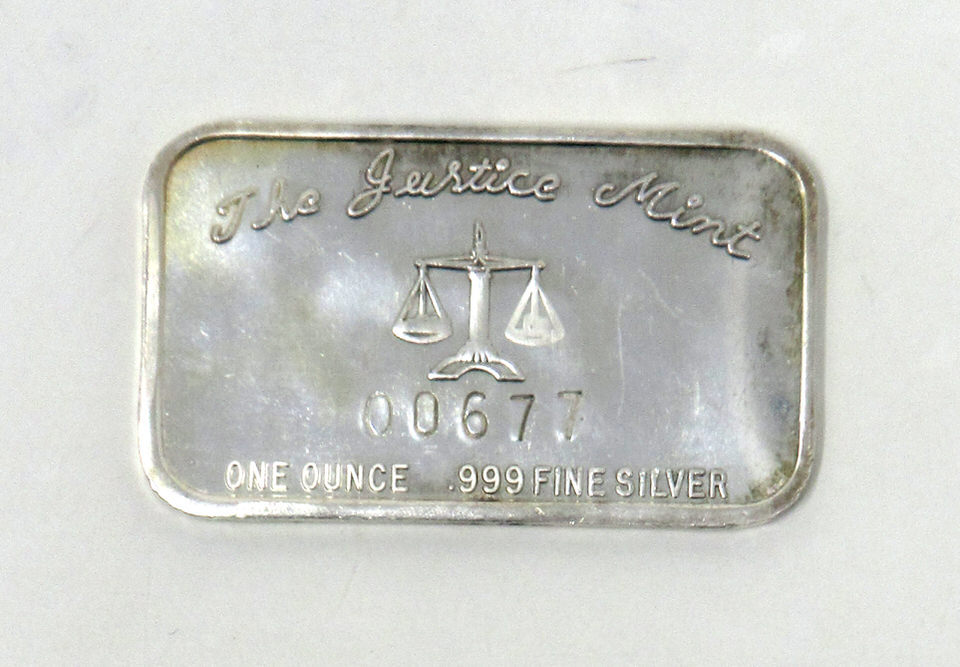 The Justice Mint
00677
ONE OUNCE .999 FINE SILVER